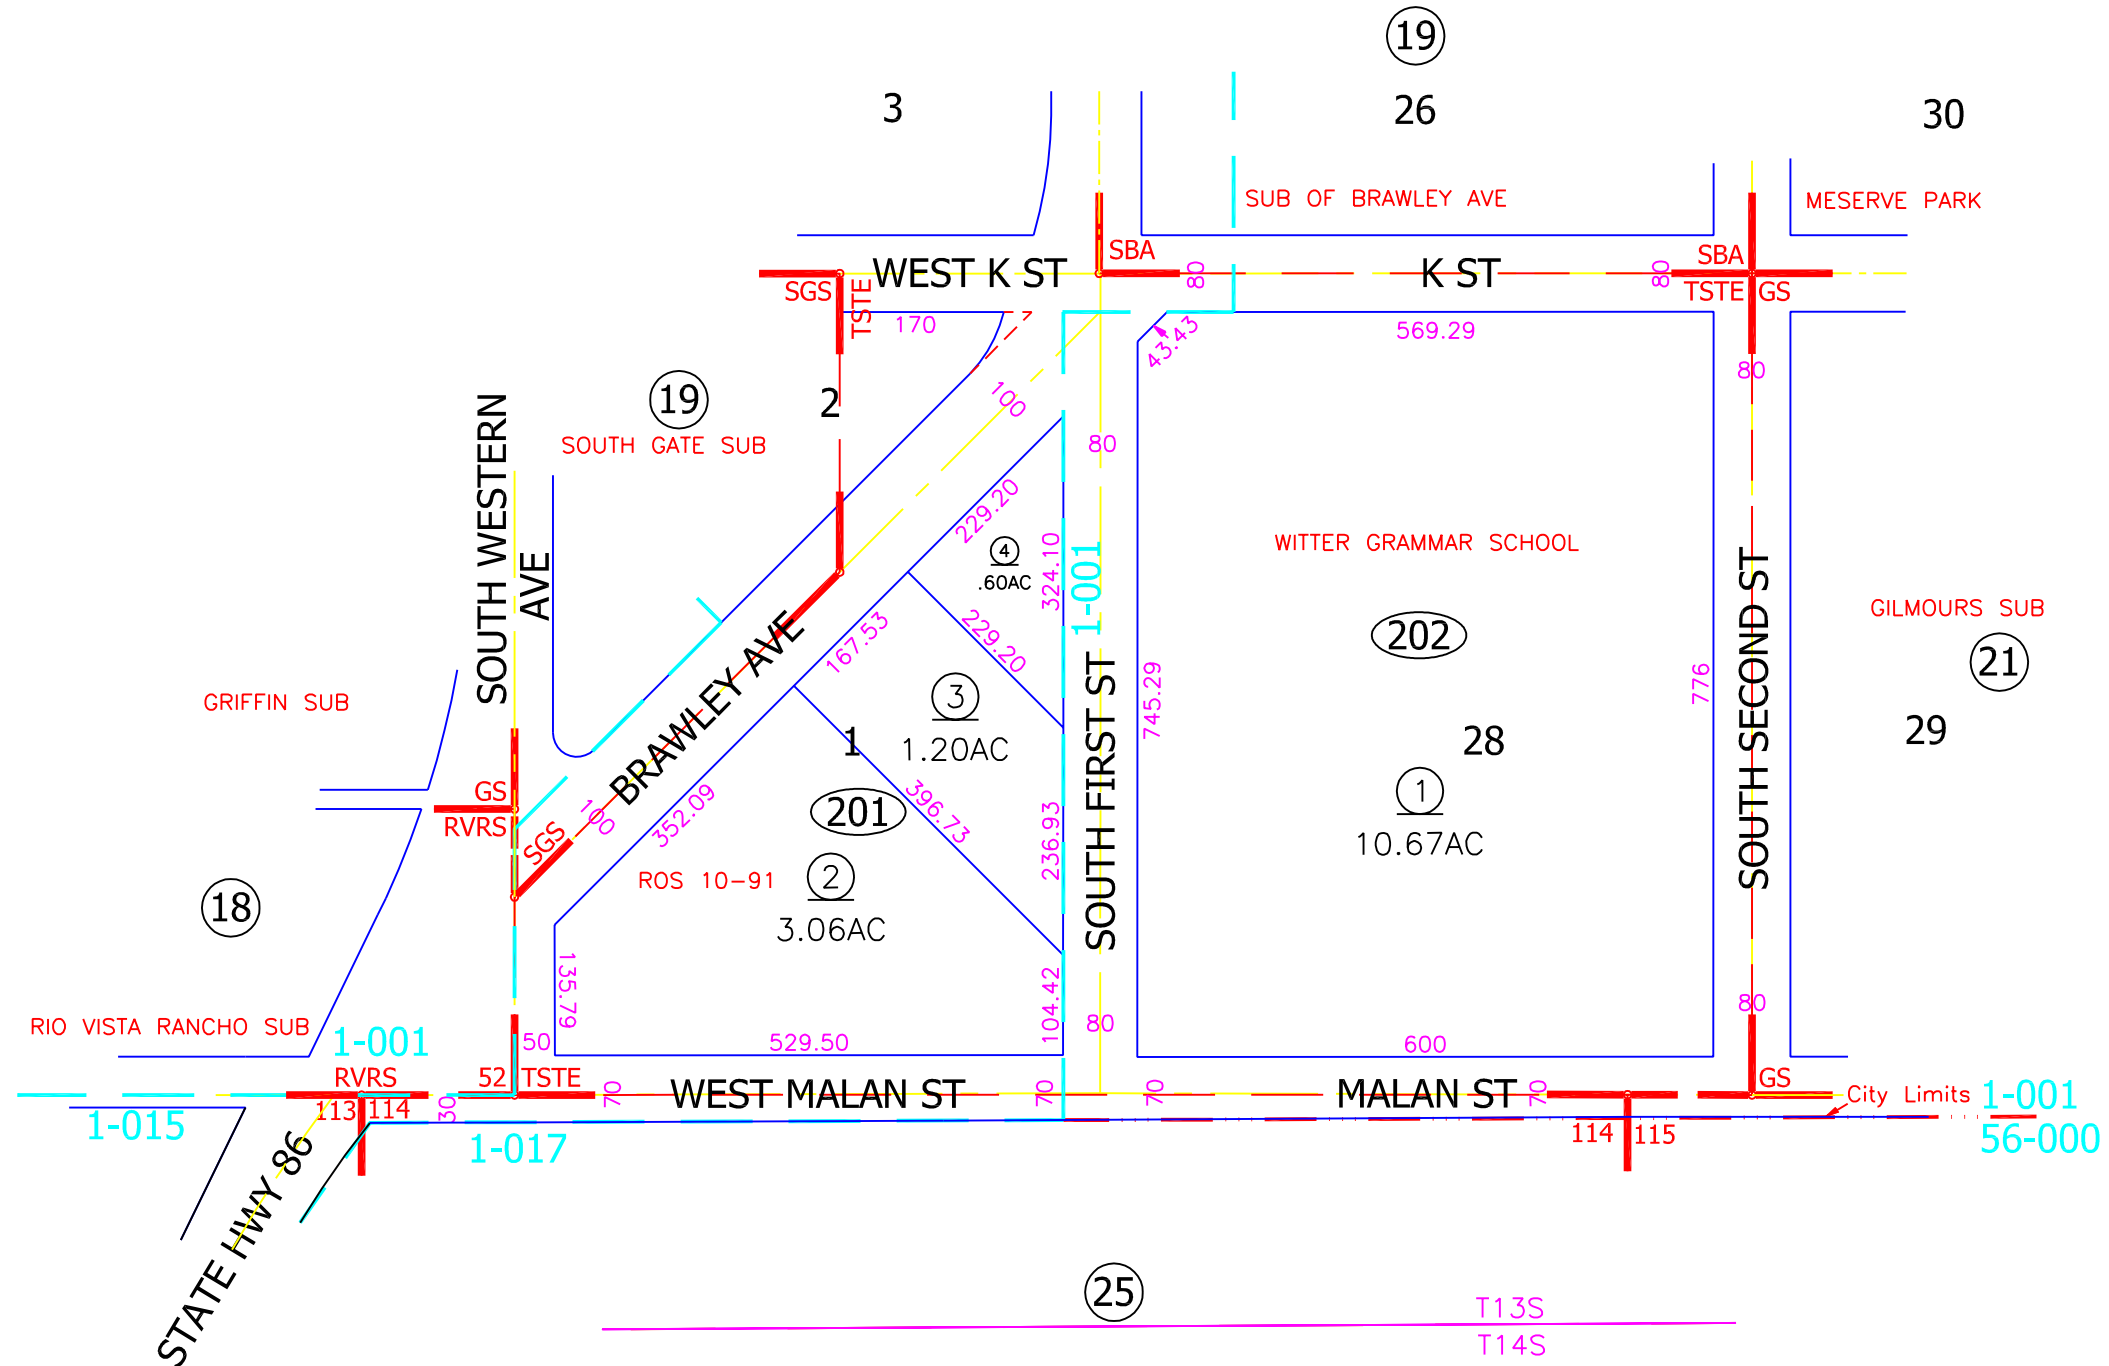 19
3
26
30
SUB OF BRAWLEY AVE
MESERVE PARK
SBA
SBA
WEST K ST
80
K ST
80
SGS
TSTE
TSTE
GS
170
43.43
569.29
80
19
2
100
SOUTH GATE SUB
80
SOUTH WESTERN
AVE
229.20
4
.60AC
324.10
1-001
WITTER GRAMMAR SCHOOL
202
GILMOURS SUB
21
167.53
229.20
BRAWLEY AVE
3
1.20AC
1
GRIFFIN SUB
745.29
776
SOUTH FIRST ST
SOUTH SECOND ST
28
29
GS
RVRS
SGS
100
352.09
201
396.73
236.93
1
10.67AC
ROS 10-91
2
3.06AC
18
135.79
104.42
80
80
RIO VISTA RANCHO SUB
1-001
50
529.50
600
RVRS
52
TSTE
GS
113
114
30
70
WEST MALAN ST
70
70
MALAN ST
70
City Limits
1-001
1-015
1-017
114
115
56-000
STATE HWY 86
25
T13S
T14S